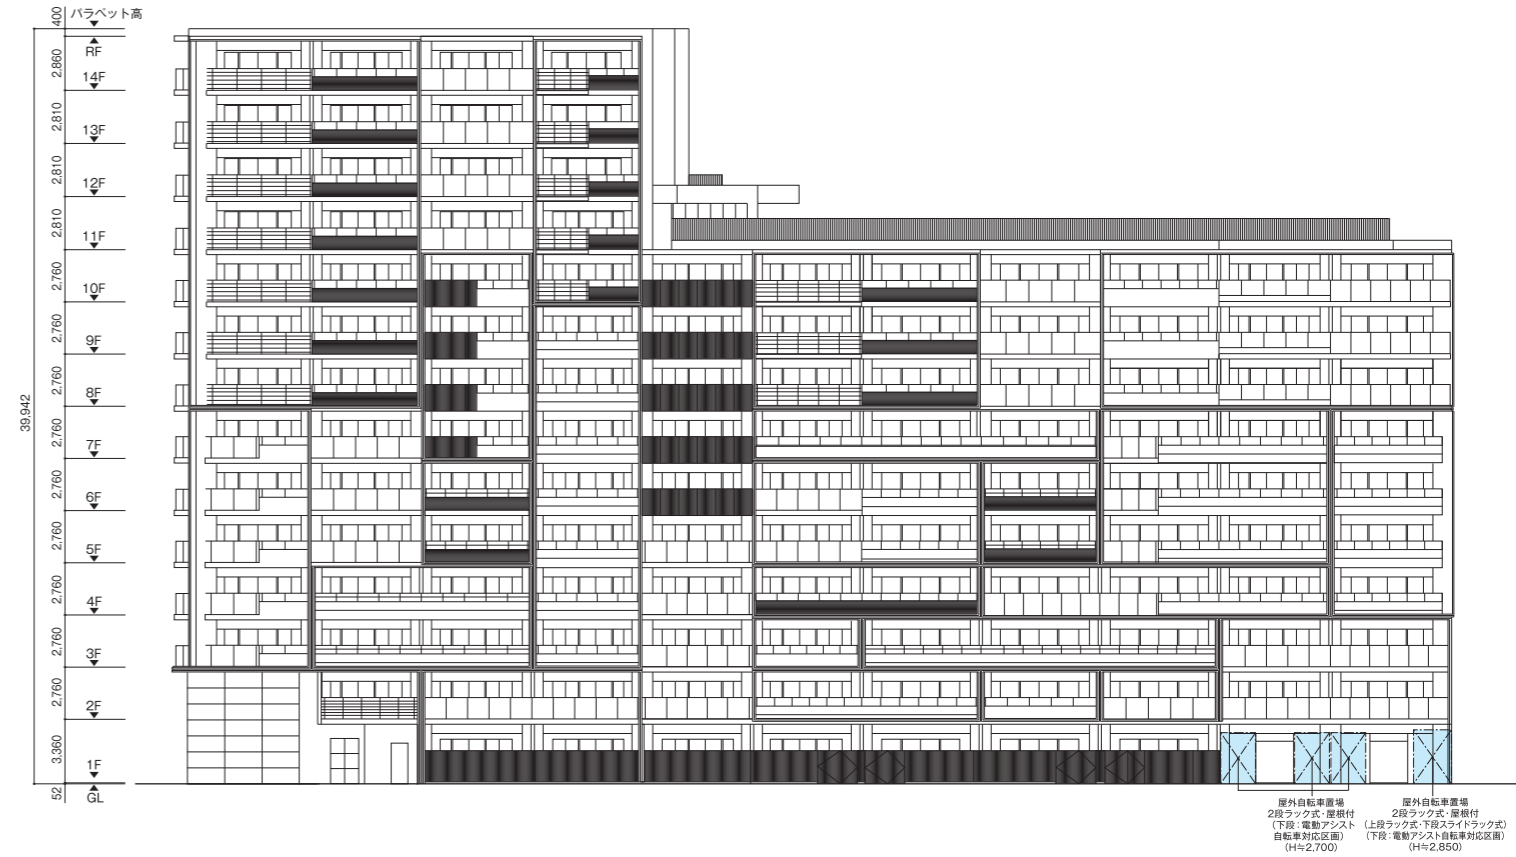 400 パラペット高
RF
2,860
14F
2,810
13F
2,810
12F
2,810
11F
2,760
10F
2,760
9F
2,760
8F
39,942
2,760
7F
2,760
6F
2,760
5F
2,760
4F
2,760
3F
2,760
2F
3,360
1F
52
GL
屋外自転車置場
2段ラック式・屋根付
(下段:電動アシスト
自転車対応区画)
(H≒2,700)
屋外自転車置場
2段ラック式・屋根付
(上段ラック式・下段スライドラック式)
(下段:電動アシスト自転車対応区画)
(H≒2,850)